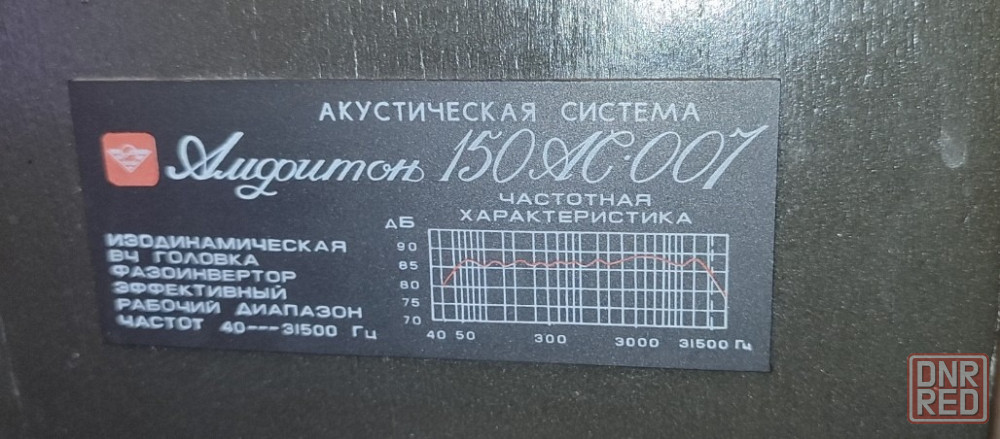 АКУСТИЧЕСКАЯ СИСТЕМА
Амфитон 150АС-007
ЧАСТОТНАЯ
ХАРАКТЕРИСТИКА
ИЗОДИНАМИЧЕСКАЯ
ВЧ ГОЛОВКА
ФАЗОИНВЕРТОР
ЭФФЕКТИВНЫЙ
РАБОЧИЙ ДИАПАЗОН
ЧАСТОТ 40---31500 Гц
дБ
90
85
80
75
70
40 50 300 3000 31500 Гц
DNR
RED